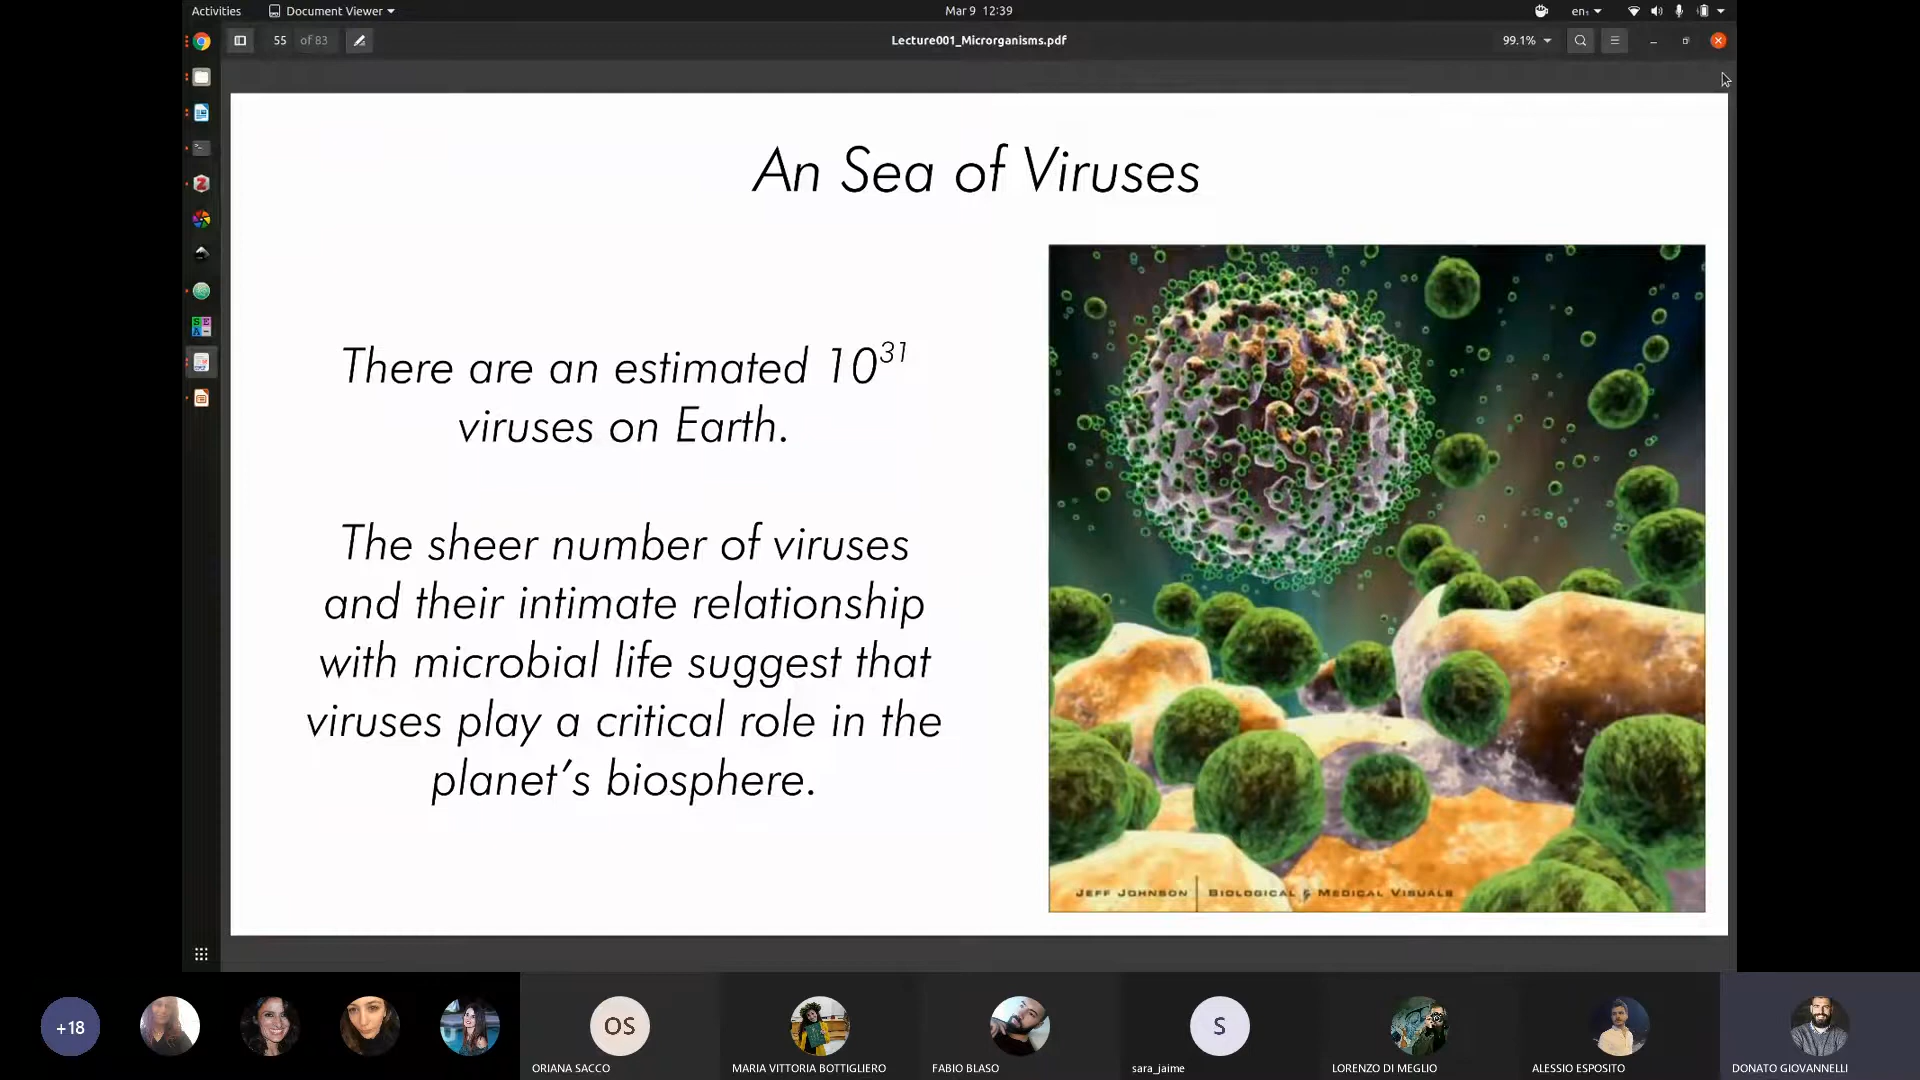 Activities
Document Viewer
Mar 9 12:39
en₁
55 of 83
Lecture001_Microrganisms.pdf
99.1%
An Sea of Viruses
There are an estimated 10³¹
viruses on Earth.
The sheer number of viruses
and their intimate relationship
with microbial life suggest that
viruses play a critical role in the
planet's biosphere.
JEFF JOHNSON | BIOLOGICAL & MEDICAL VISUALS
+18
OS
S
ORIANA SACCO
MARIA VITTORIA BOTTIGLIERO
FABIO BLASO
sara_jaime
LORENZO DI MEGLIO
ALESSIO ESPOSITO
DONATO GIOVANNELLI